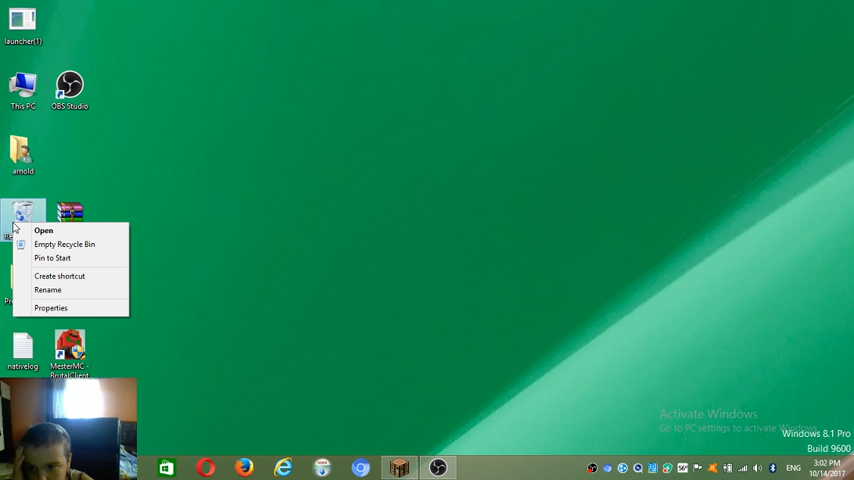 launcher(1)
This PC
OBS Studio
arnold
Open
Empty Recycle Bin
Pin to Start
Create shortcut
Rename
Properties
nativelog
MesterMC -
BrutalClient
Activate Windows
Go to PC settings to activate Windows.
Windows 8.1 Pro
Build 9600
56°
ENG
3:02 PM
10/14/2017